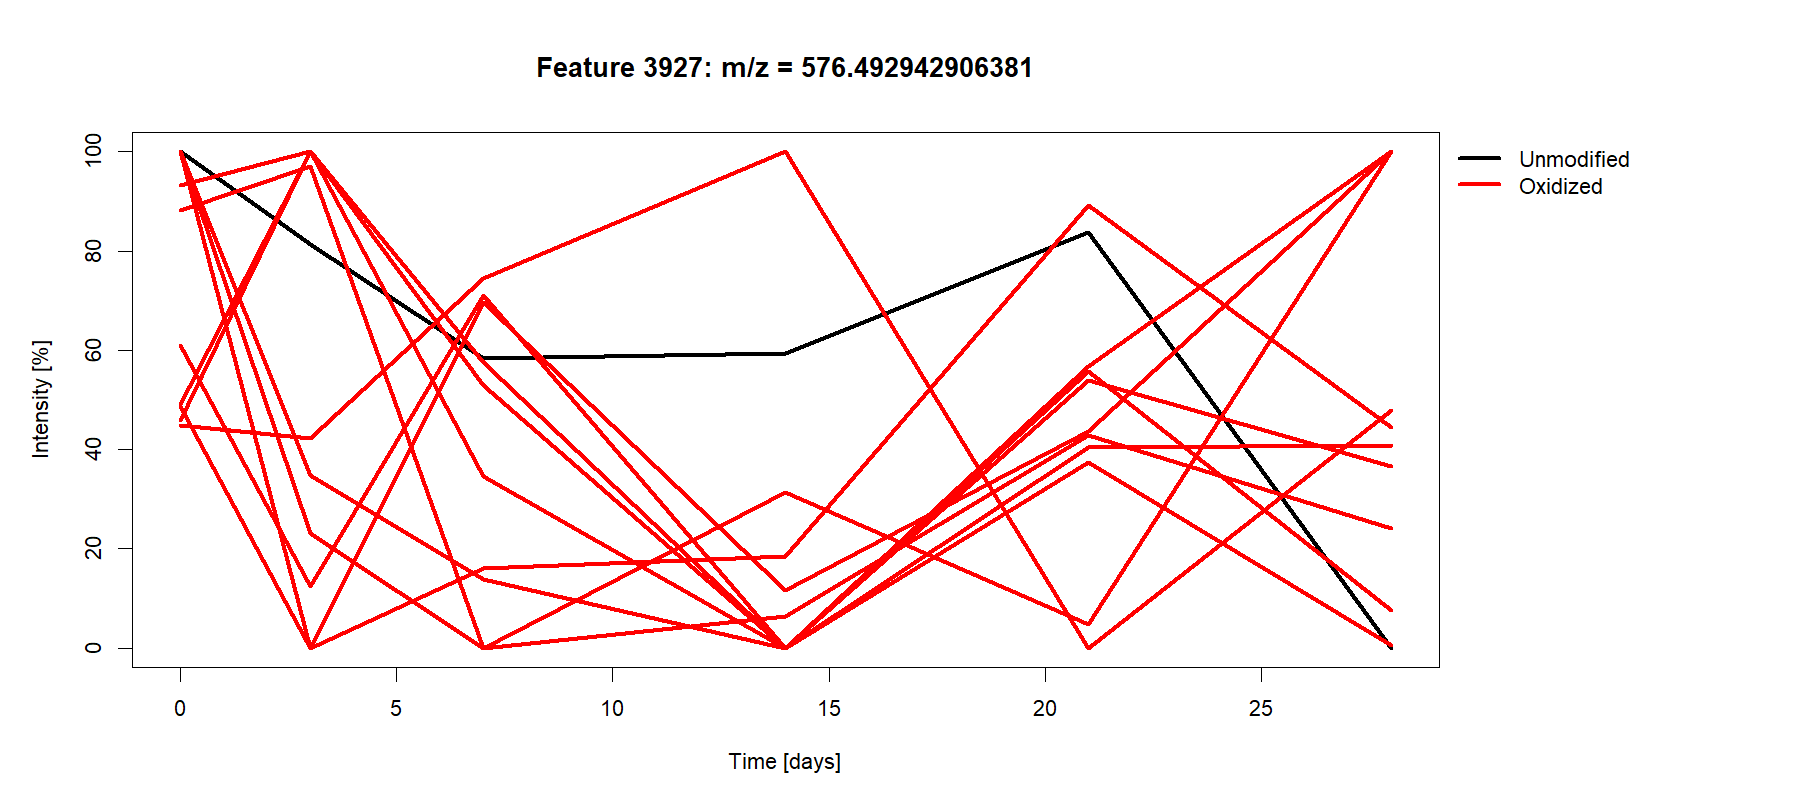 Feature 3927: m/z = 576.492942906381
Unmodified
Oxidized
Intensity [%]
100
80
60
40
20
0
0 5 10 15 20 25
Time [days]